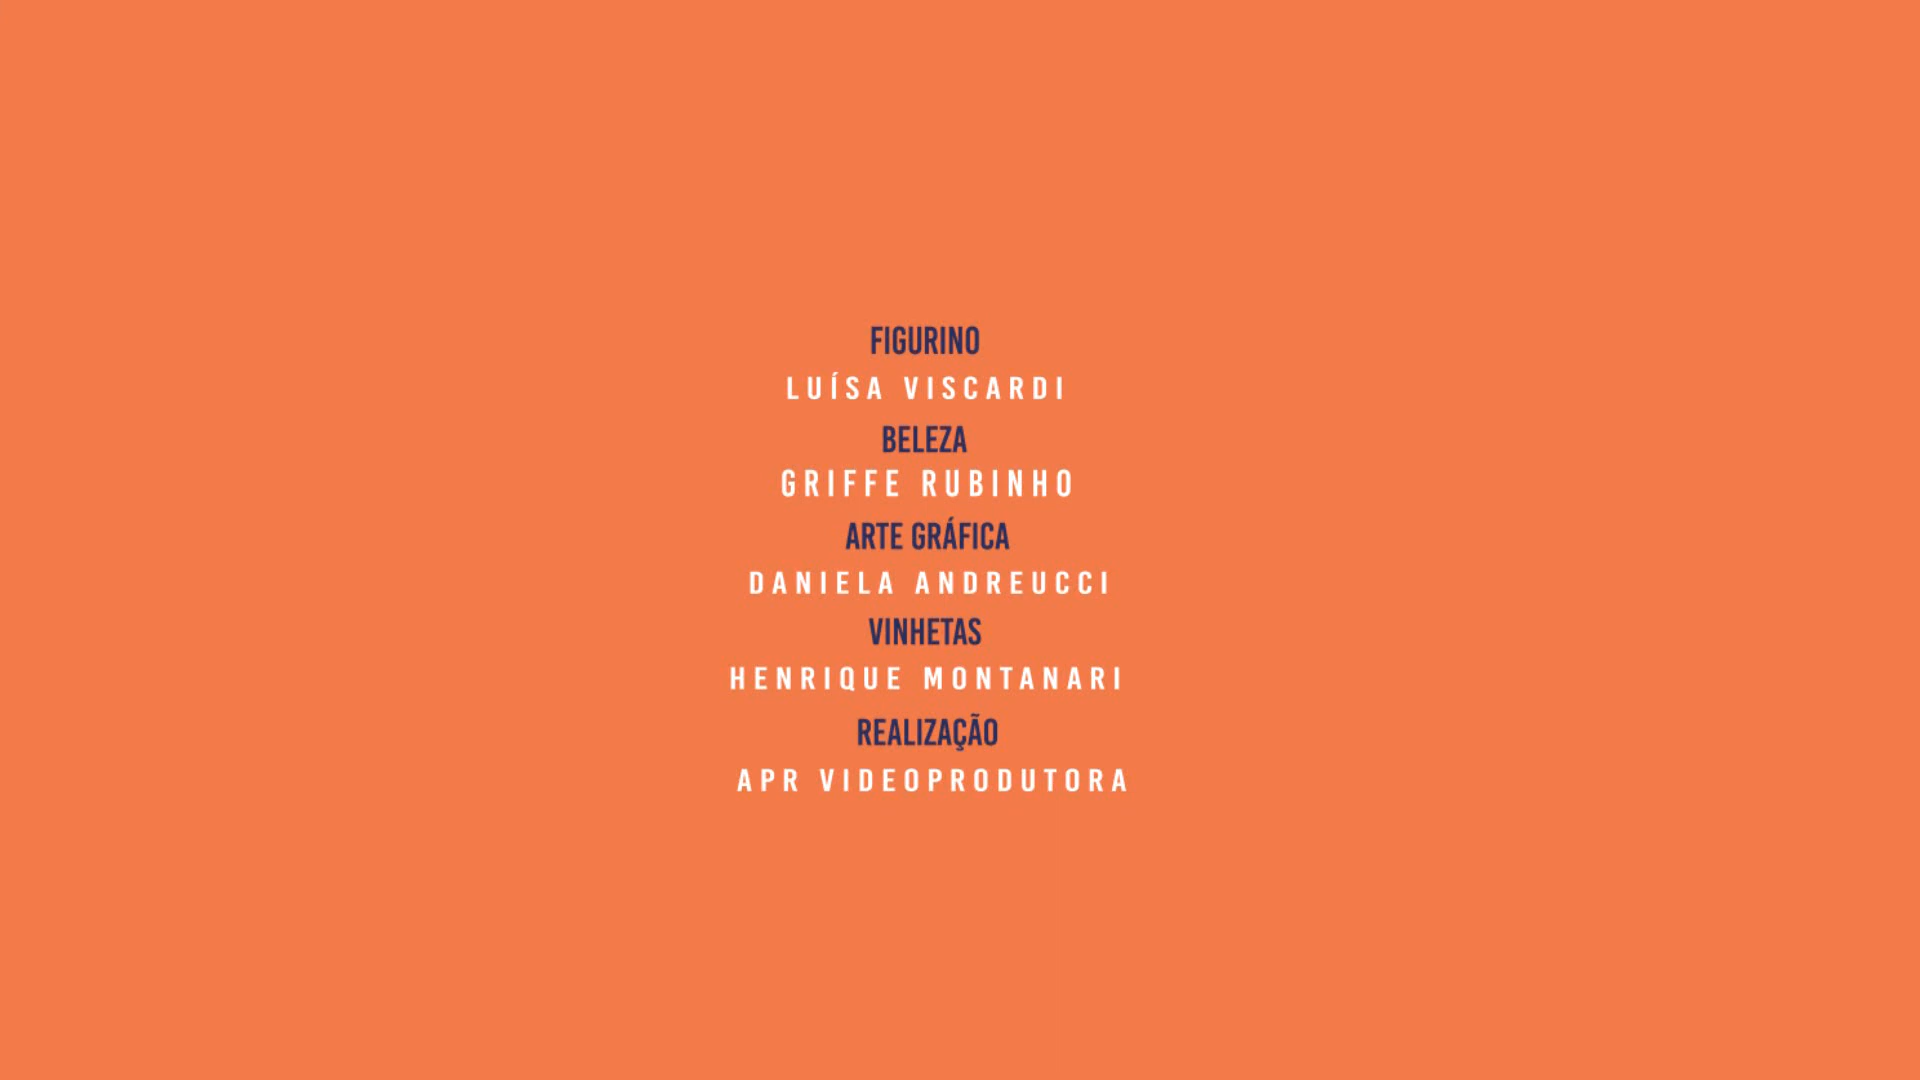 FIGURINO
LUÍSA VISCARDI
BELEZA
GRIFFE RUBINHO
ARTE GRÁFICA
DANIELA ANDREUCCI
VINHETAS
HENRIQUE MONTANARI
REALIZAÇÃO
APR VIDEOPRODUTORA